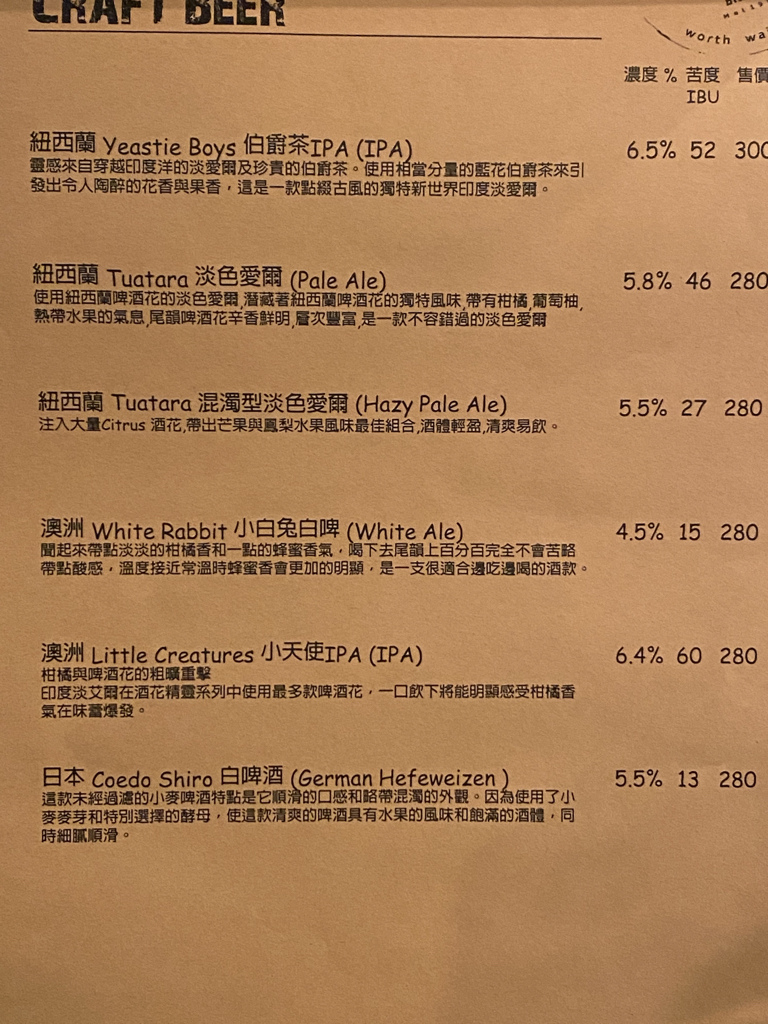 CRAFT BEER
worth
濃度 % 苦度 售價
IBU
紐西蘭 Yeastie Boys 伯爵茶IPA (IPA) 6.5% 52 300
靈感來自穿越印度洋的淡愛爾及珍貴的伯爵茶。使用相當分量的藍花伯爵茶來引
發出令人陶醉的花香與果香，這是一款點綴古風的獨特新世界印度淡愛爾。
紐西蘭 Tuatara 淡色愛爾 (Pale Ale) 5.8% 46 280
使用紐西蘭啤酒花的淡色愛爾,潛藏著紐西蘭啤酒花的獨特風味,帶有柑橘,葡萄柚,
熱帶水果的氣息,尾韻啤酒花辛香鮮明,層次豐富,是一款不容錯過的淡色愛爾
紐西蘭 Tuatara 混濁型淡色愛爾 (Hazy Pale Ale) 5.5% 27 280
注入大量Citrus 酒花,帶出芒果與鳳梨水果風味最佳組合,酒體輕盈,清爽易飲。
澳洲 White Rabbit 小白兔白啤 (White Ale) 4.5% 15 280
聞起來帶點淡淡的柑橘香和一點的蜂蜜香氣，喝下去尾韻上百分百完全不會苦略
帶點酸感，溫度接近常溫時蜂蜜香會更加的明顯，是一支很適合邊吃邊喝的酒款。
澳洲 Little Creatures 小天使IPA (IPA) 6.4% 60 280
柑橘與啤酒花的粗曠重擊
印度淡艾爾在酒花精靈系列中使用最多款啤酒花，一口飲下將能明顯感受柑橘香
氣在味蕾爆發。
日本 Coedo Shiro 白啤酒 (German Hefeweizen ) 5.5% 13 280
這款未經過濾的小麥啤酒特點是它順滑的口感和略帶混濁的外觀。因為使用了小
麥麥芽和特別選擇的酵母，使這款清爽的啤酒具有水果的風味和飽滿的酒體，同
時細膩順滑。